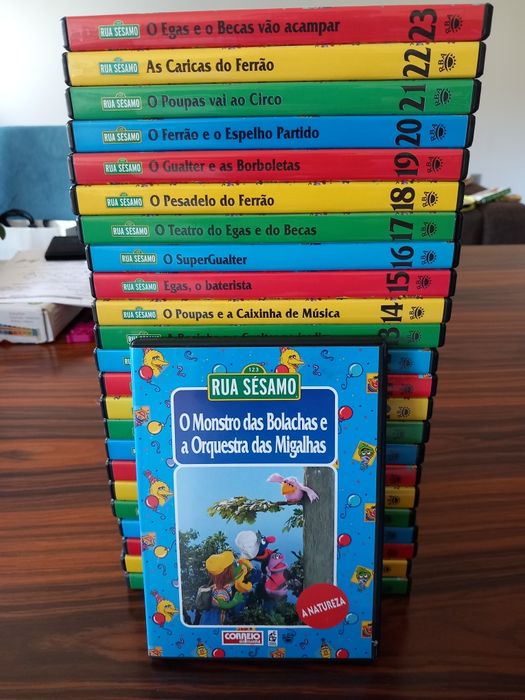 RUA SÉSAMO O Egas e o Becas vão acampar 23
RUA SÉSAMO As Caricas do Ferrão 22
RUA SÉSAMO O Poupas vai ao Circo 21
RUA SÉSAMO O Ferrão e o Espelho Partido 20
RUA SÉSAMO O Gualter e as Borboletas 19
RUA SÉSAMO O Pesadelo do Ferrão 18
RUA SÉSAMO O Teatro do Egas e do Becas 17
RUA SÉSAMO O SuperGualter 16
RUA SÉSAMO Egas, o baterista 15
RUA SÉSAMO O Poupas e a Caixinha de Música 14
123
RUA SÉSAMO
O Monstro das Bolachas e
a Orquestra das Migalhas
A NATUREZA
CORREIO